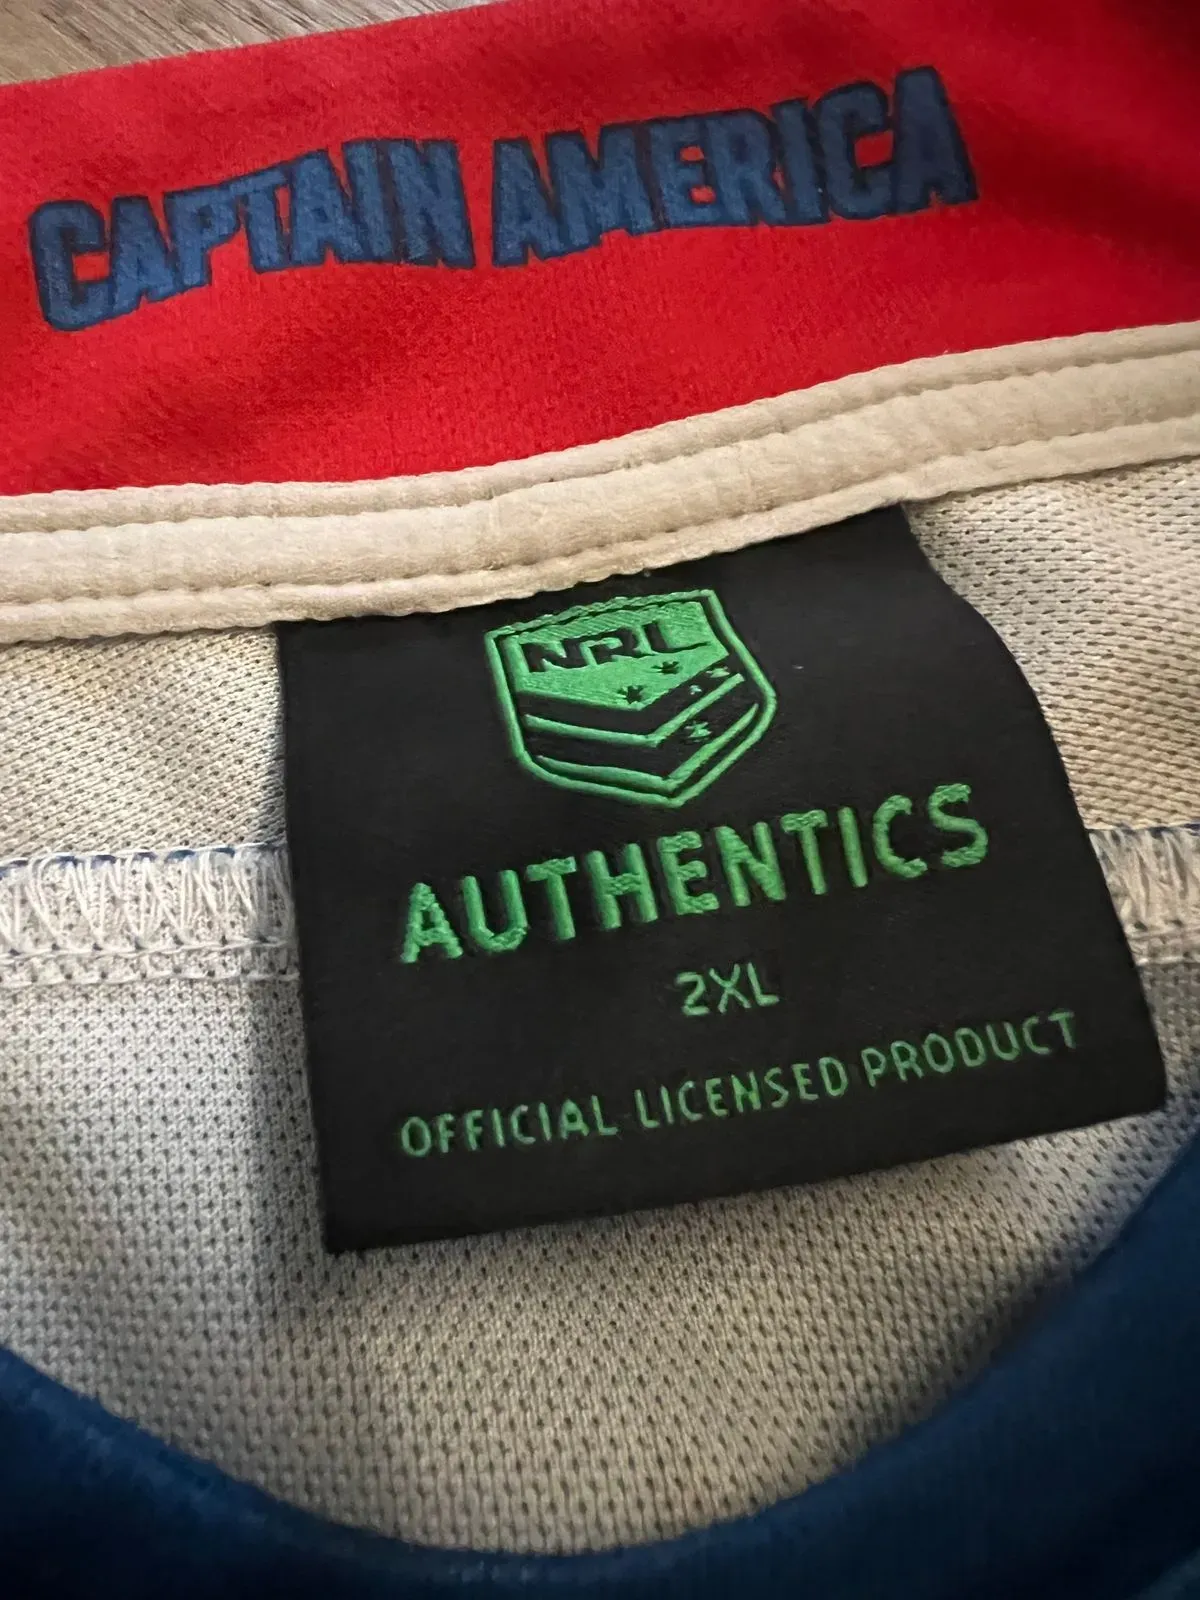 CAPTAIN AMERICA
NRL
AUTHENTICS
2XL
OFFICIAL LICENSED PRODUCT